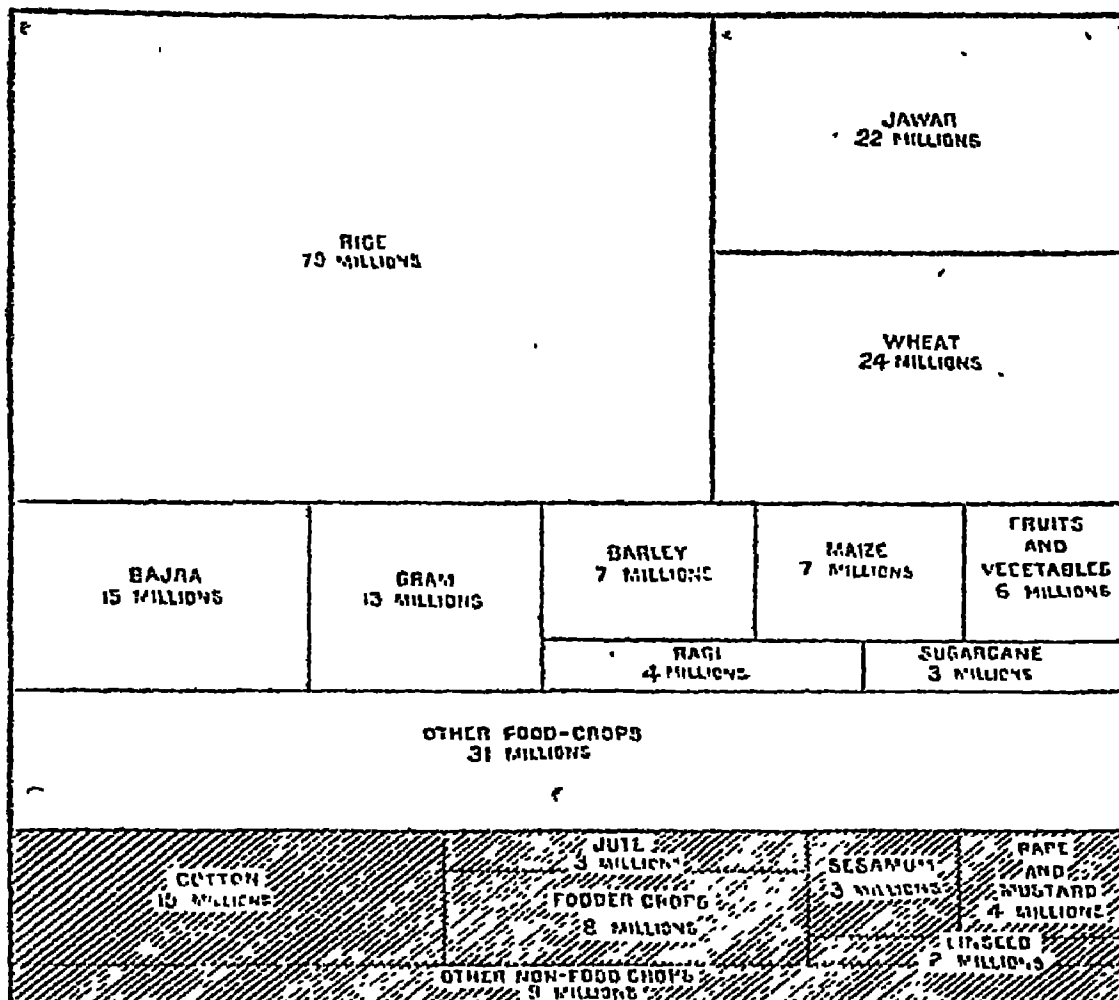 JAWAR
22 MILLIONS
RICE
79 MILLIONS
WHEAT
24 MILLIONS
BAJRA
15 MILLIONS
GRAM
13 MILLIONS
BARLEY
7 MILLIONS
MAIZE
7 MILLIONS
FRUITS
AND
VEGETABLES
6 MILLIONS
RAGI
4 MILLIONS
SUGARCANE
3 MILLIONS
OTHER FOOD-CROPS
31 MILLIONS
COTTON
15 MILLIONS
JUTE
3 MILLIONS
FODDER CROPS
8 MILLIONS
SESAMUM
3 MILLIONS
RAPE
AND
MUSTARD
4 MILLIONS
LINSEED
2 MILLIONS
OTHER NON-FOOD CROPS
9 MILLIONS